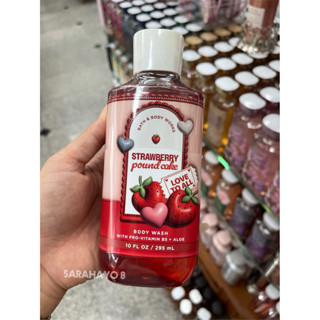 BATH & BODY WORKS
STRAWBERRY
pound cake
LOVE
TO ALL
BODY WASH
WITH PRO-VITAMIN B5 + ALOE
10 FL OZ / 295 mL
SARAHAYO 8